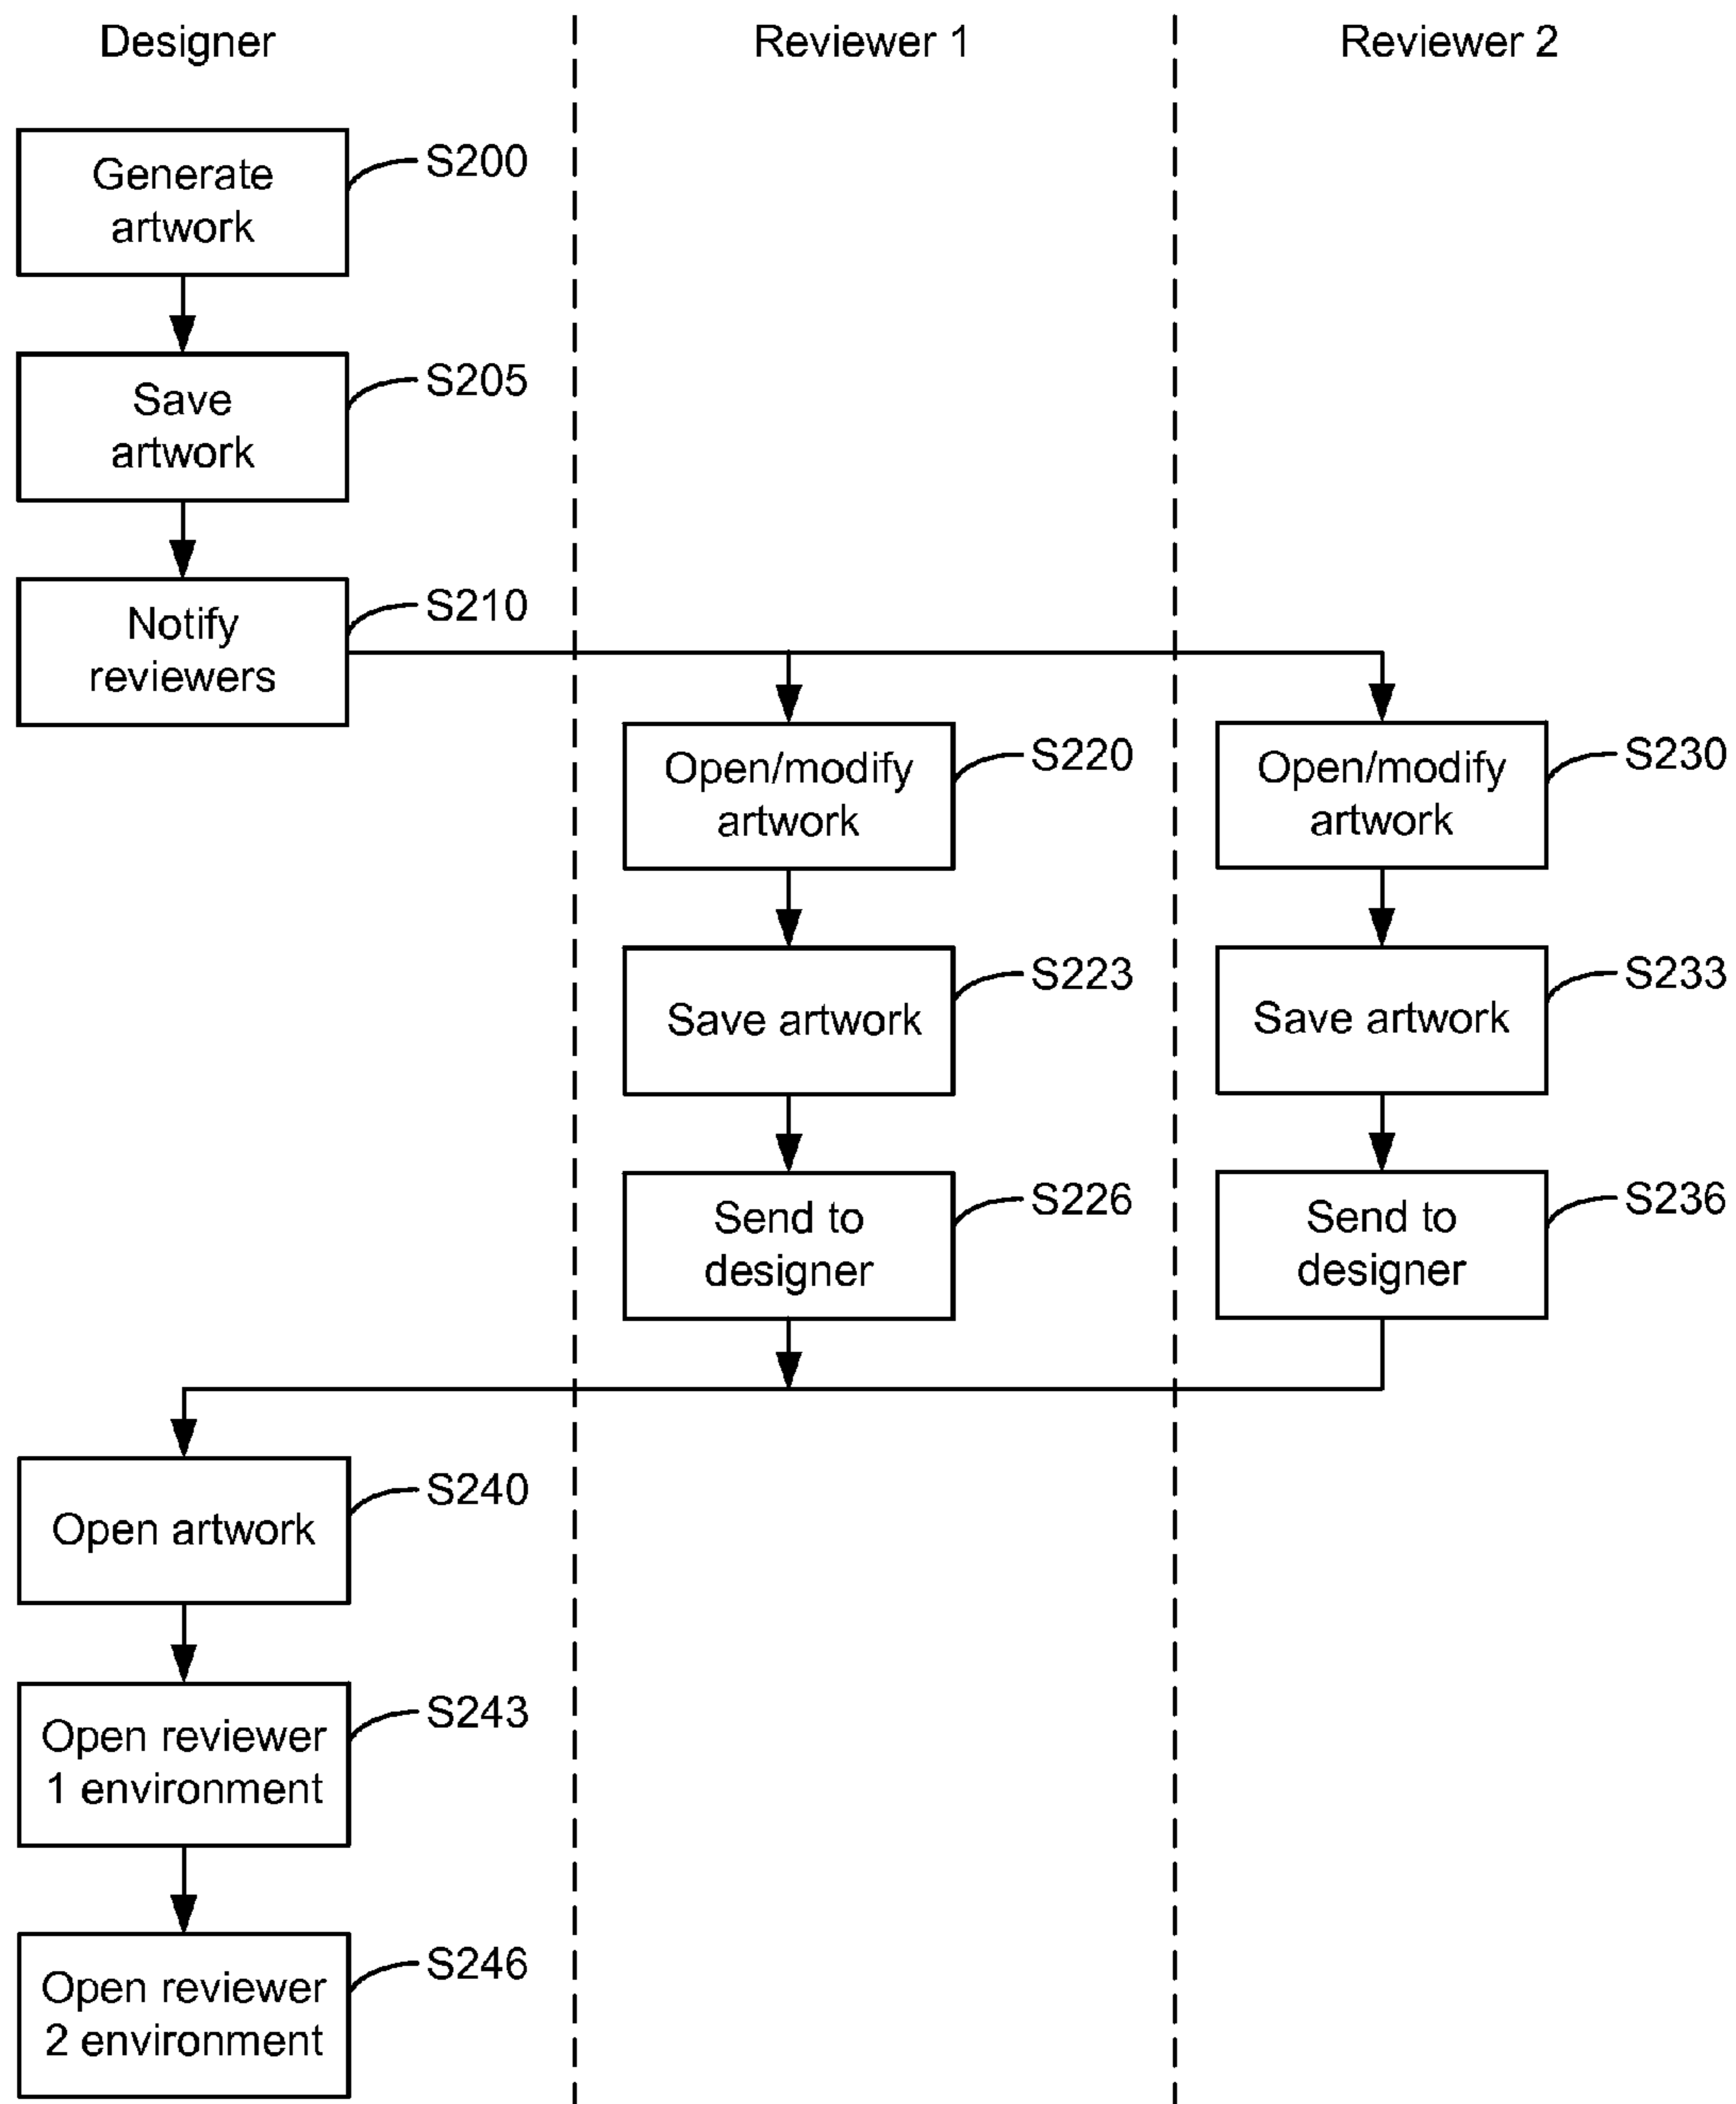 Designer
Reviewer 1
Reviewer 2
Generate
artwork
S200
Save
artwork
S205
Notify
reviewers
S210
Open/modify
artwork
S220
Open/modify
artwork
S230
Save artwork
S223
Save artwork
S233
Send to
designer
S226
Send to
designer
S236
Open artwork
S240
Open reviewer
1 environment
S243
Open reviewer
2 environment
S246